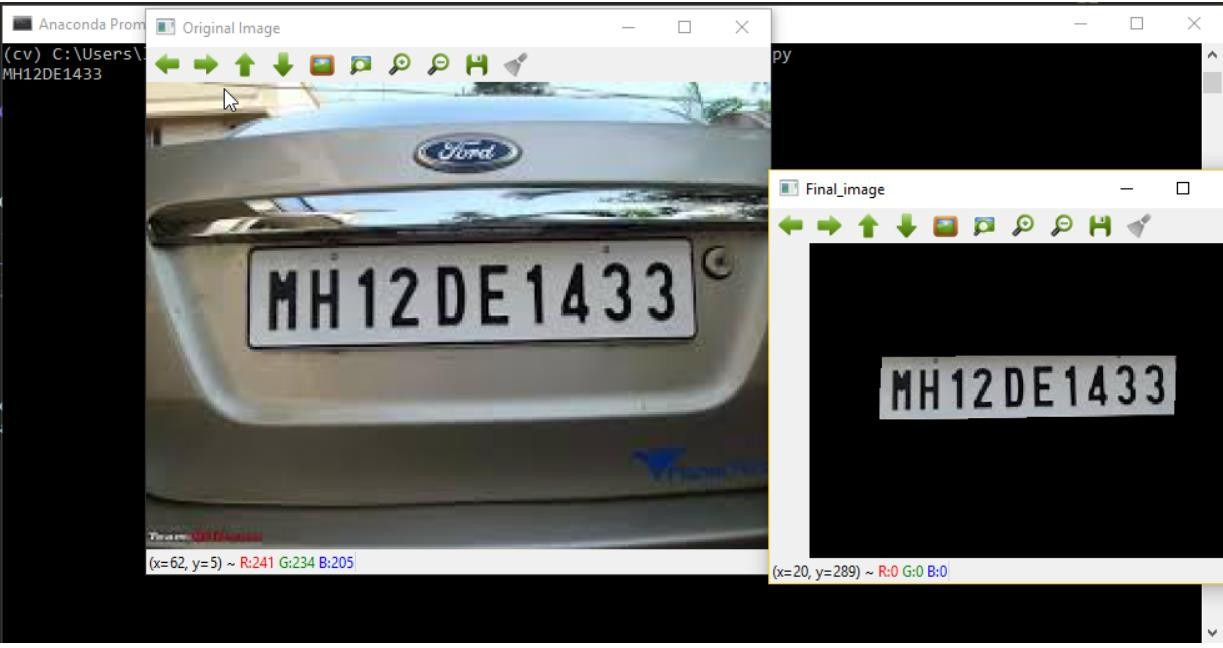 Anaconda Prom
(cv) C:\Users\
py
MH12DE1433
Original Image
Ford
MH12DE1433
(x=62, y=5) ~ R:241 G:234 B:205
Final_image
MH12DE1433
(x=20, y=289) ~ R:0 G:0 B:0